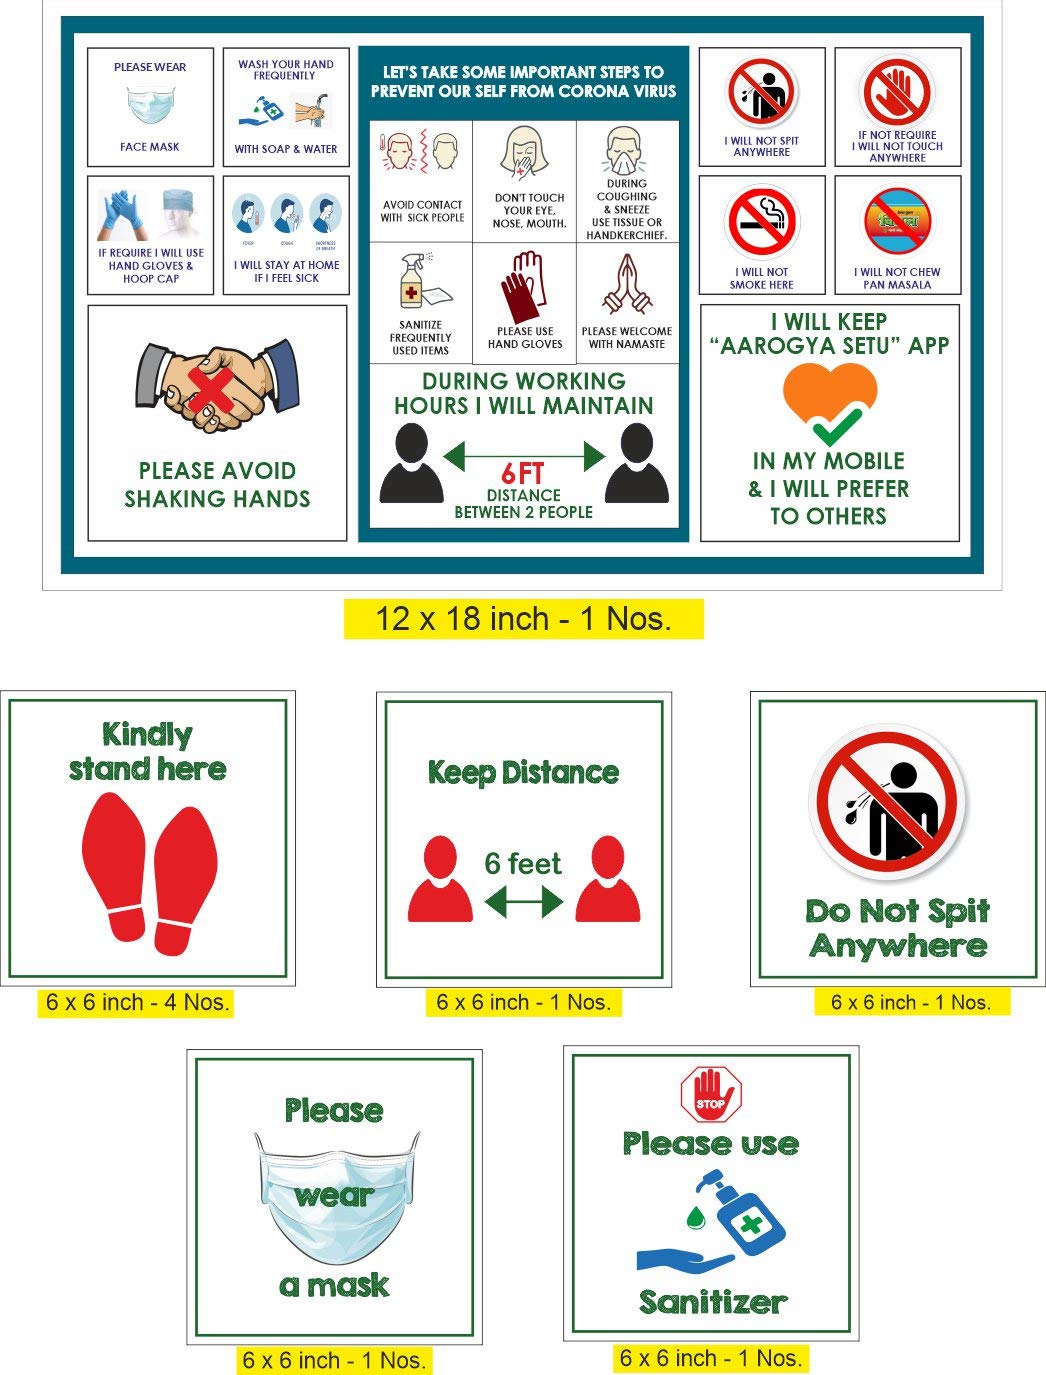 PLEASE WEAR
FACE MASK
WASH YOUR HAND
FREQUENTLY
WITH SOAP & WATER
IF REQUIRE I WILL USE
HAND GLOVES &
HOOP CAP
FEVER
COUGH
SHORTNESS
OF BREATH
I WILL STAY AT HOME
IF I FEEL SICK
PLEASE AVOID
SHAKING HANDS
LET'S TAKE SOME IMPORTANT STEPS TO
PREVENT OUR SELF FROM CORONA VIRUS
AVOID CONTACT
WITH SICK PEOPLE
DON'T TOUCH
YOUR EYE,
NOSE, MOUTH.
DURING
COUGHING
& SNEEZE
USE TISSUE OR
HANDKERCHIEF.
SANITIZE
FREQUENTLY
USED ITEMS
PLEASE USE
HAND GLOVES
PLEASE WELCOME
WITH NAMASTE
DURING WORKING
HOURS I WILL MAINTAIN
6FT
DISTANCE
BETWEEN 2 PEOPLE
I WILL NOT SPIT
ANYWHERE
IF NOT REQUIRE
I WILL NOT TOUCH
ANYWHERE
I WILL NOT
SMOKE HERE
I WILL NOT CHEW
PAN MASALA
I WILL KEEP
“AAROGYA SETU” APP
IN MY MOBILE
& I WILL PREFER
TO OTHERS
12 x 18 inch - 1 Nos.
Kindly
stand here
6 x 6 inch - 4 Nos.
Keep Distance
6 feet
6 x 6 inch - 1 Nos.
Do Not Spit
Anywhere
6 x 6 inch - 1 Nos.
Please
wear
a mask
6 x 6 inch - 1 Nos.
STOP
Please use
Sanitizer
6 x 6 inch - 1 Nos.